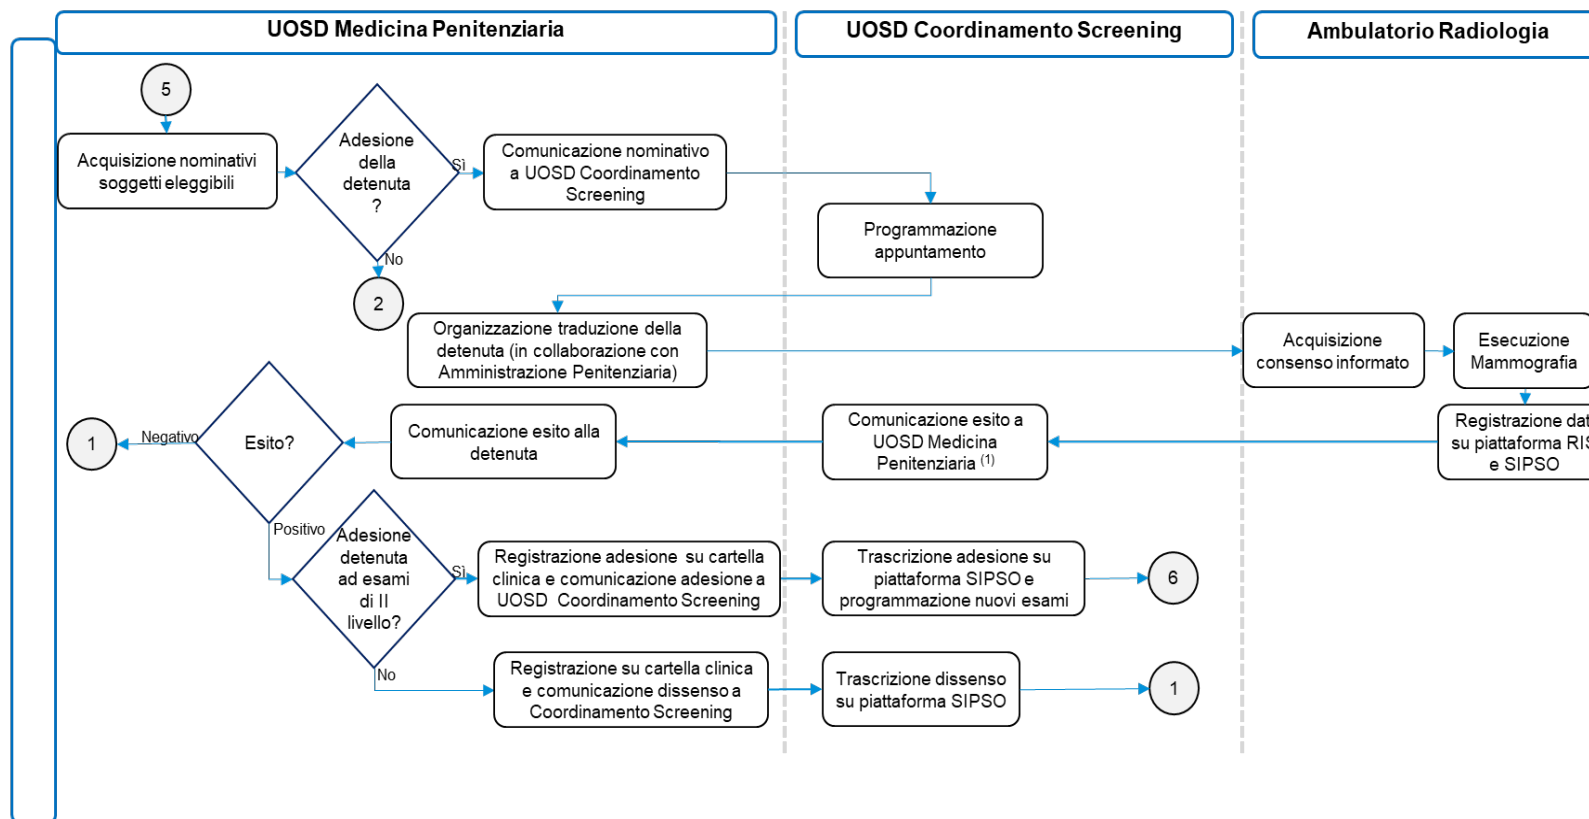 UOSD Medicina Penitenziaria
UOSD Coordinamento Screening
Ambulatorio Radiologia
5
Acquisizione nominativi
soggetti eleggibili
Adesione
della
detenuta
?
Sì
No
2
Comunicazione nominativo
a UOSD Coordinamento
Screening
Programmazione
appuntamento
Organizzazione traduzione della
detenuta (in collaborazione con
Amministrazione Penitenziaria)
Acquisizione
consenso informato
Esecuzione
Mammografia
Registrazione dat
su piattaforma RIS
e SIPSO
Comunicazione esito a
UOSD Medicina
Penitenziaria (1)
Comunicazione esito alla
detenuta
Esito?
Negativo
1
Positivo
Adesione
detenuta
ad esami
di II
livello?
Sì
Registrazione adesione su cartella
clinica e comunicazione adesione a
UOSD Coordinamento Screening
Trascrizione adesione su
piattaforma SIPSO e
programmazione nuovi esami
6
No
Registrazione su cartella clinica
e comunicazione dissenso a
Coordinamento Screening
Trascrizione dissenso
su piattaforma SIPSO
1